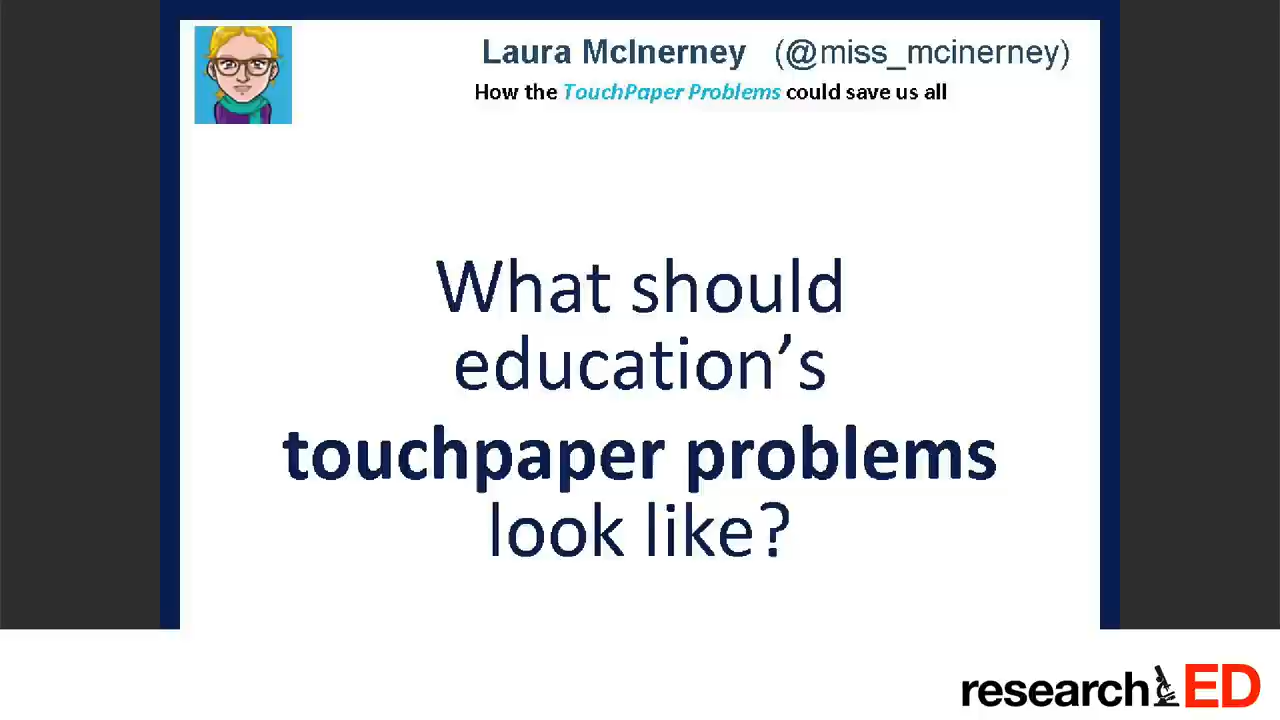 Laura McInerney (@miss_mcinerney)
How the TouchPaper Problems could save us all
What should
education’s
touchpaper problems
look like?
researchED